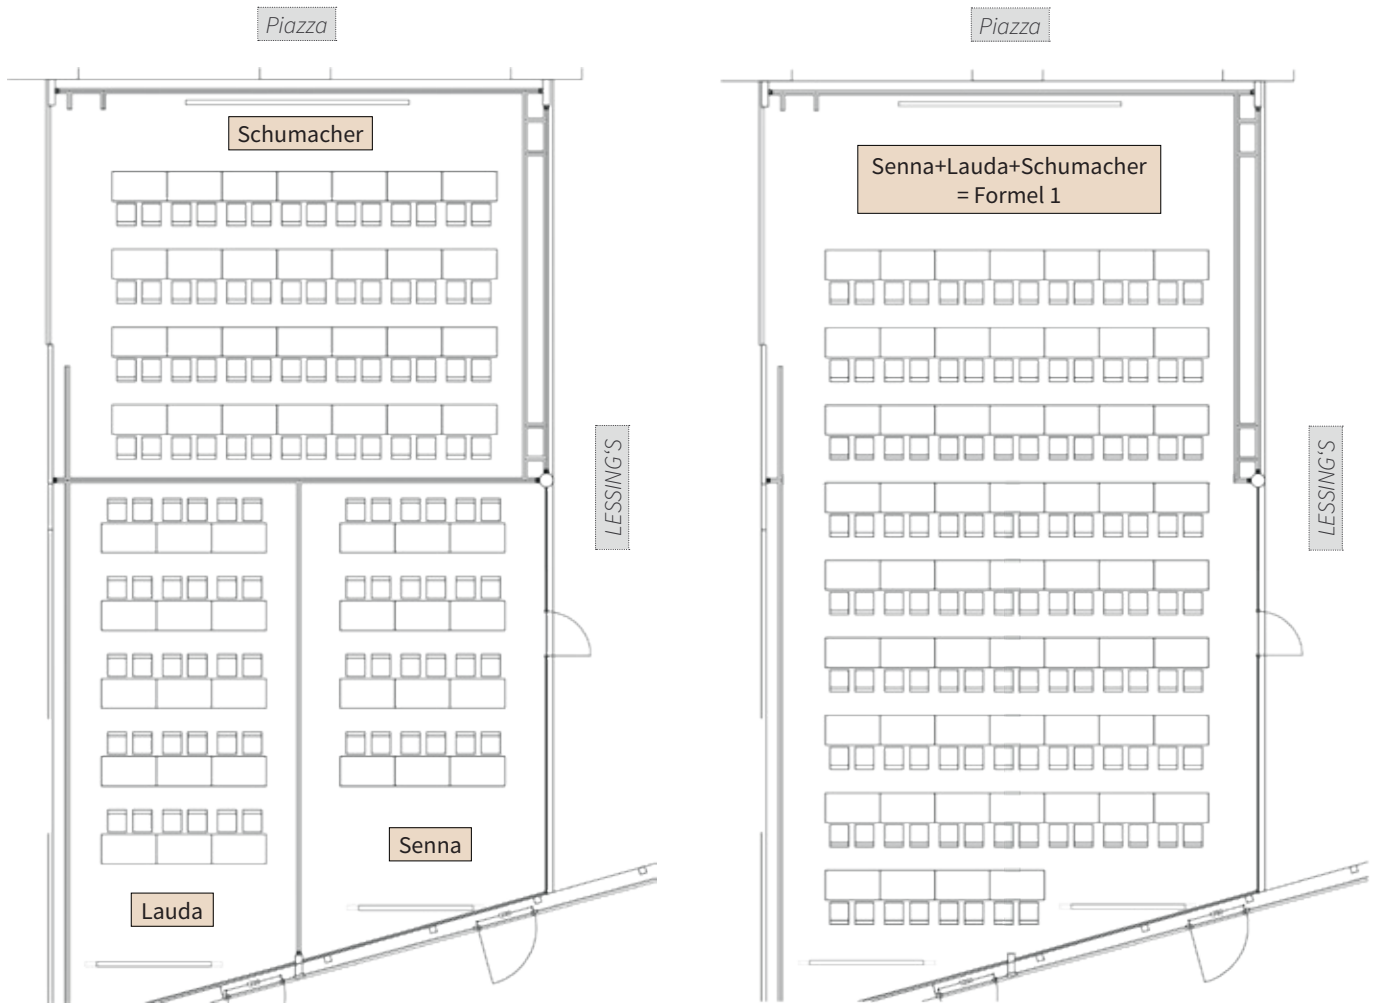 Piazza
Piazza
Schumacher
Senna+Lauda+Schumacher
= Formel 1
LESSING'S
LESSING'S
Senna
Lauda